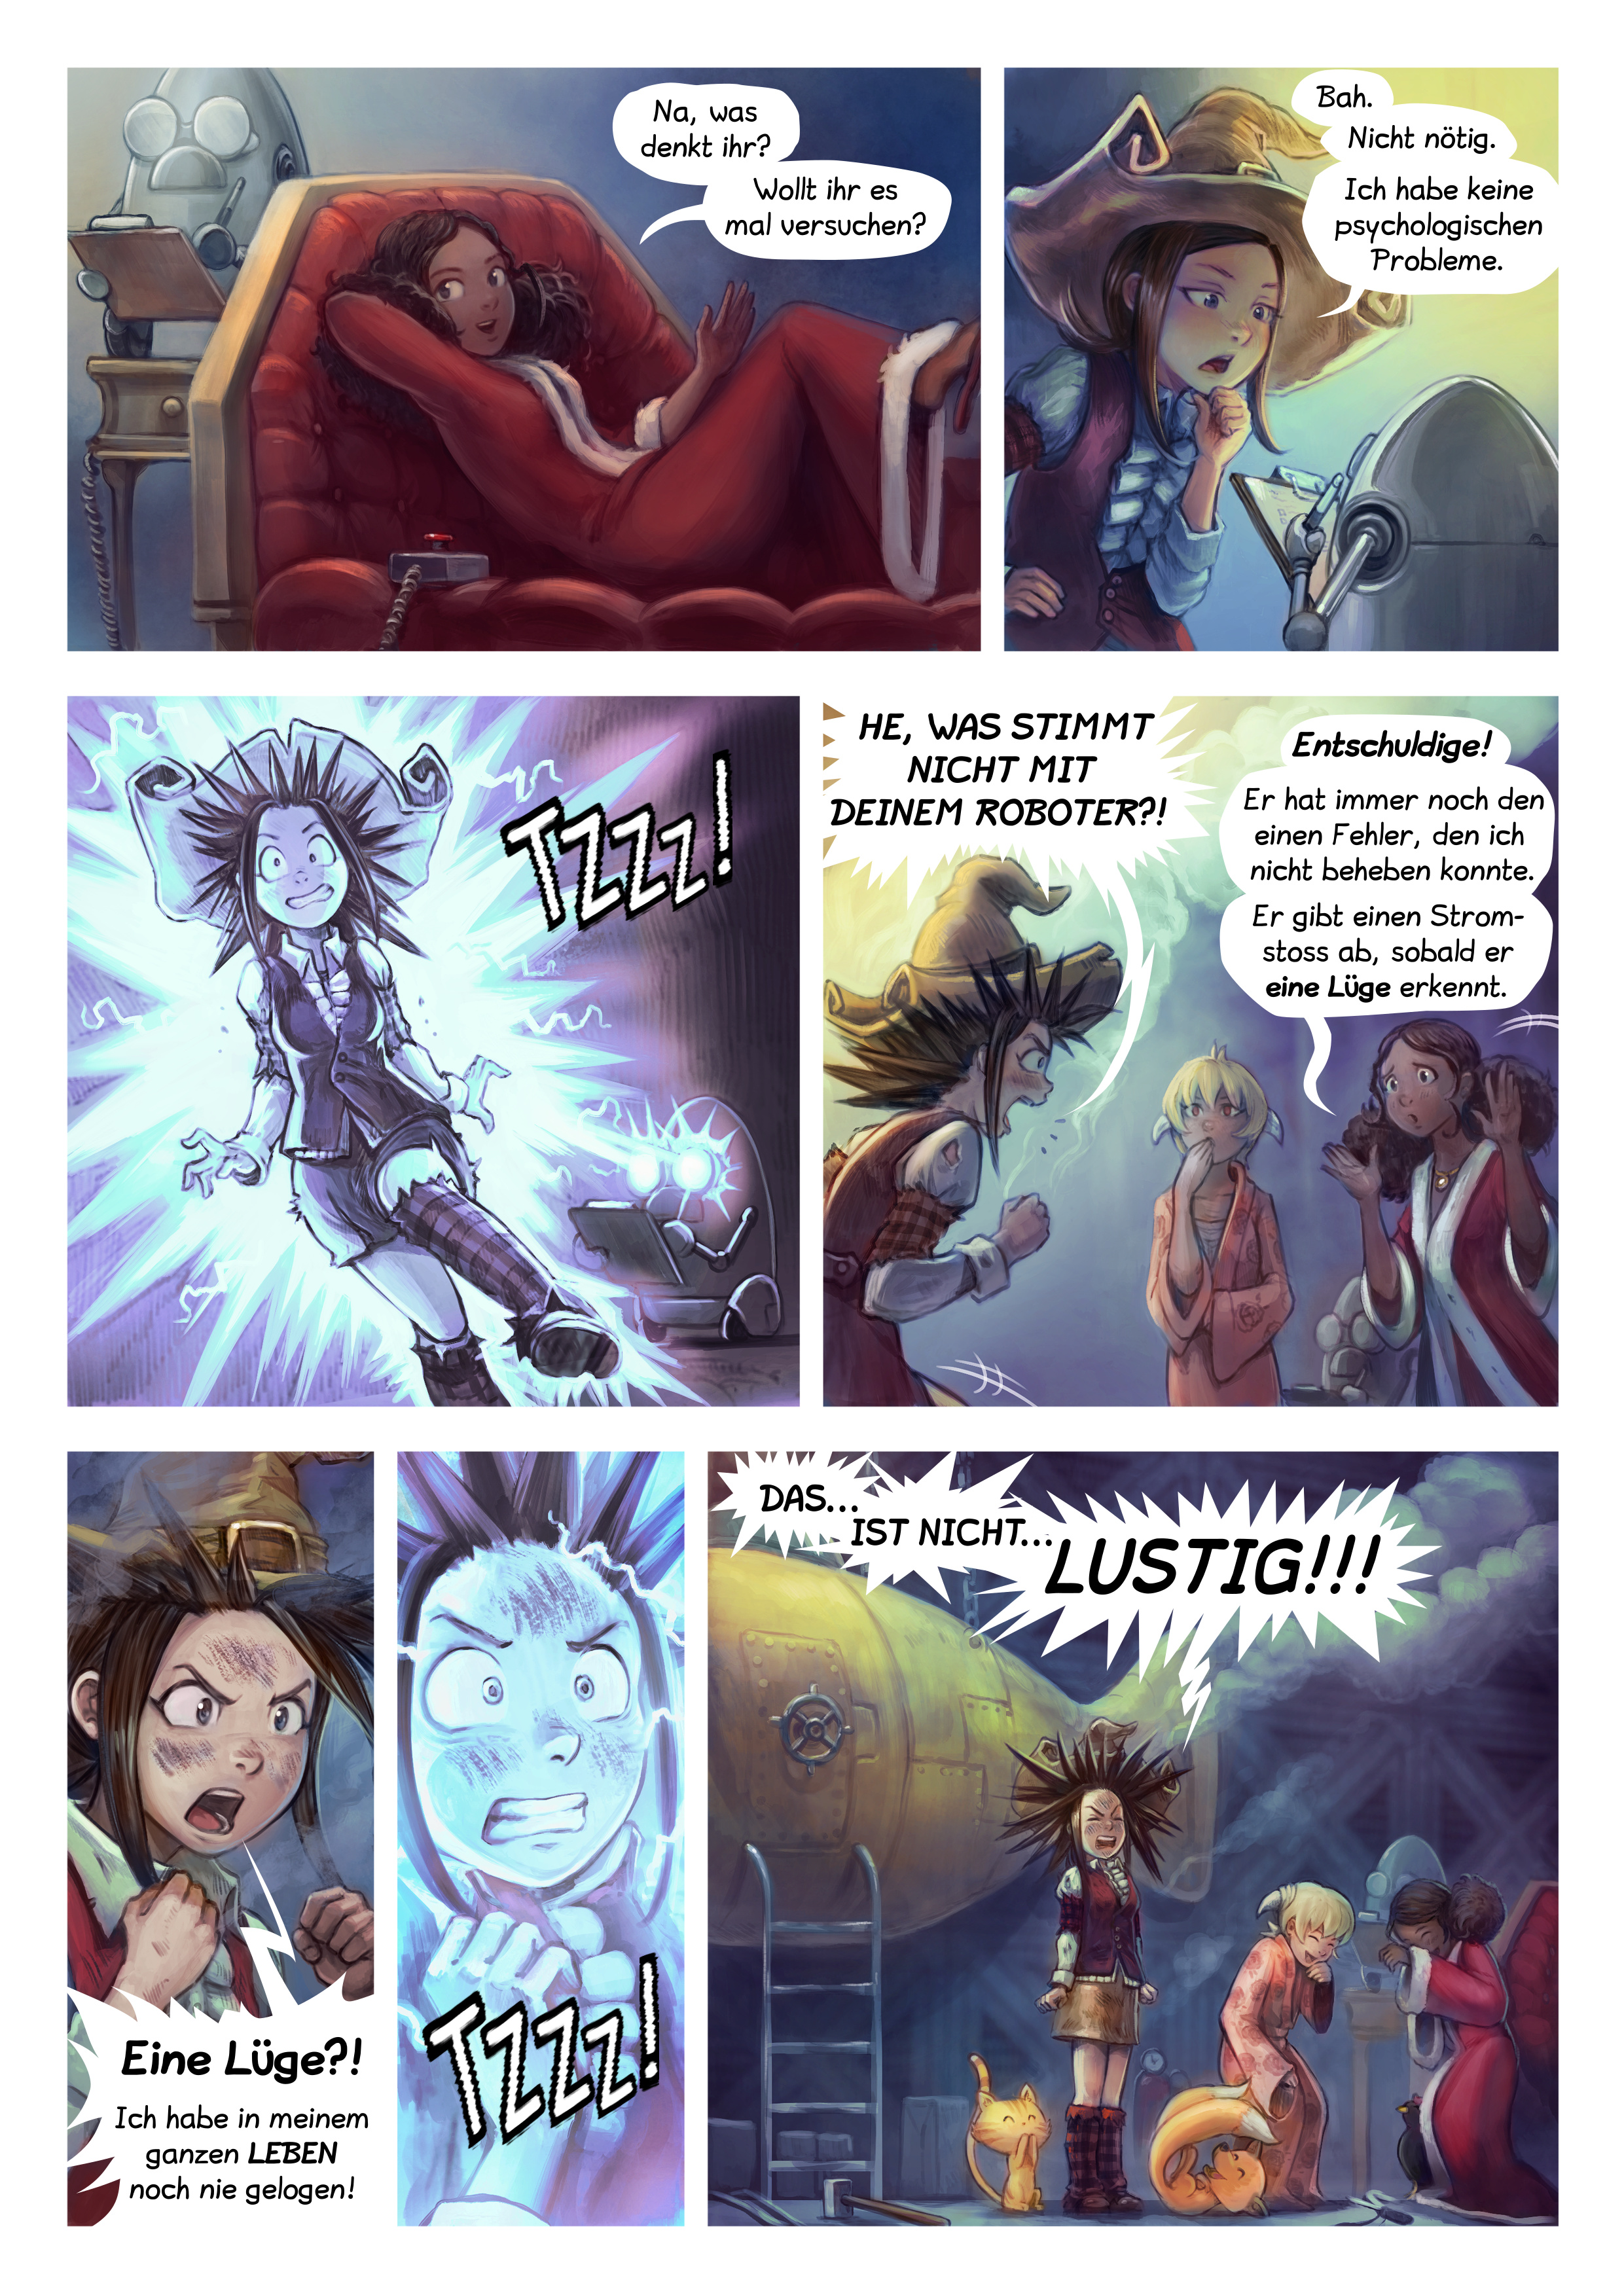 Na, was
denkt ihr?
Wollt ihr es
mal versuchen?
Bah.
Nicht nötig.
Ich habe keine
psychologischen
Probleme.
TZZZ!
HE, WAS STIMMT
NICHT MIT
DEINEM ROBOTER?!
Entschuldige!
Er hat immer noch den
einen Fehler, den ich
nicht beheben konnte.
Er gibt einen Strom-
stoss ab, sobald er
eine Lüge erkennt.
Eine Lüge?!
Ich habe in meinem
ganzen LEBEN
noch nie gelogen!
TZZZ!
DAS...
IST NICHT...
LUSTIG!!!